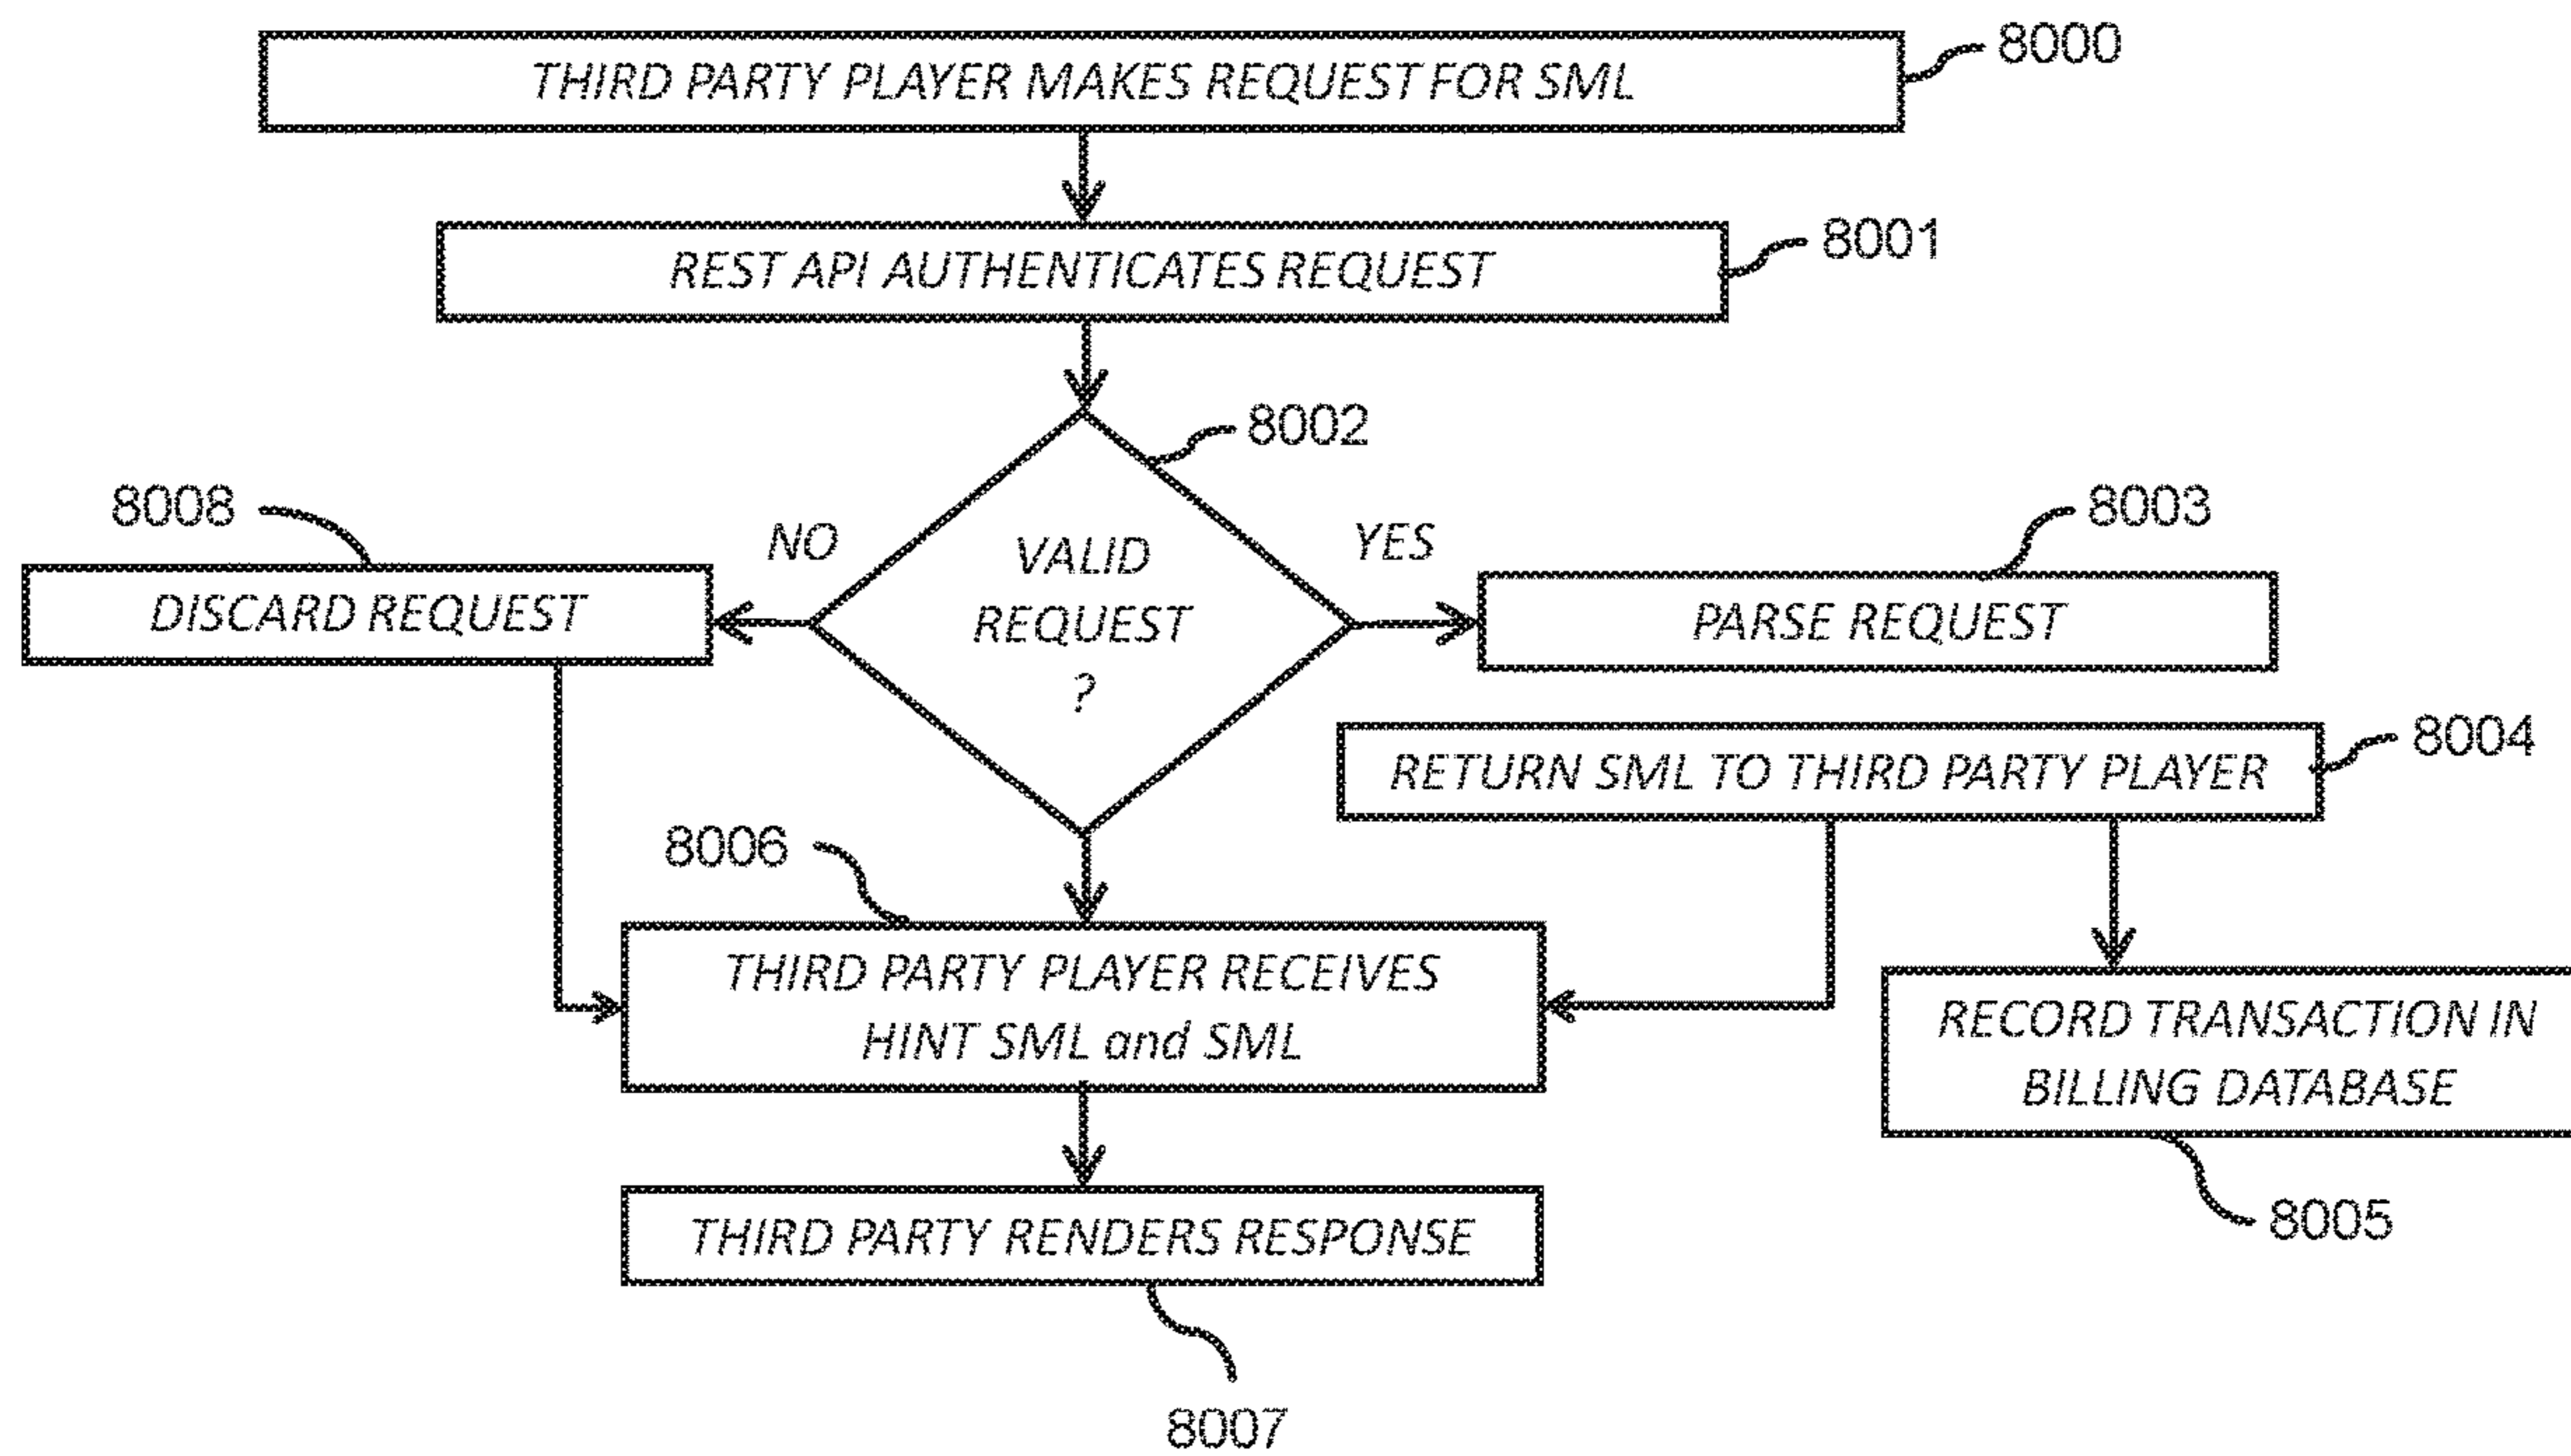 THIRD PARTY PLAYER MAKES REQUEST FOR SML
8000
REST API AUTHENTICATES REQUEST
8001
8002
VALID
REQUEST
?
NO
YES
8008
DISCARD REQUEST
8003
PARSE REQUEST
RETURN SML TO THIRD PARTY PLAYER
8004
8006
THIRD PARTY PLAYER RECEIVES
HINT SML and SML
RECORD TRANSACTION IN
BILLING DATABASE
8005
THIRD PARTY RENDERS RESPONSE
8007